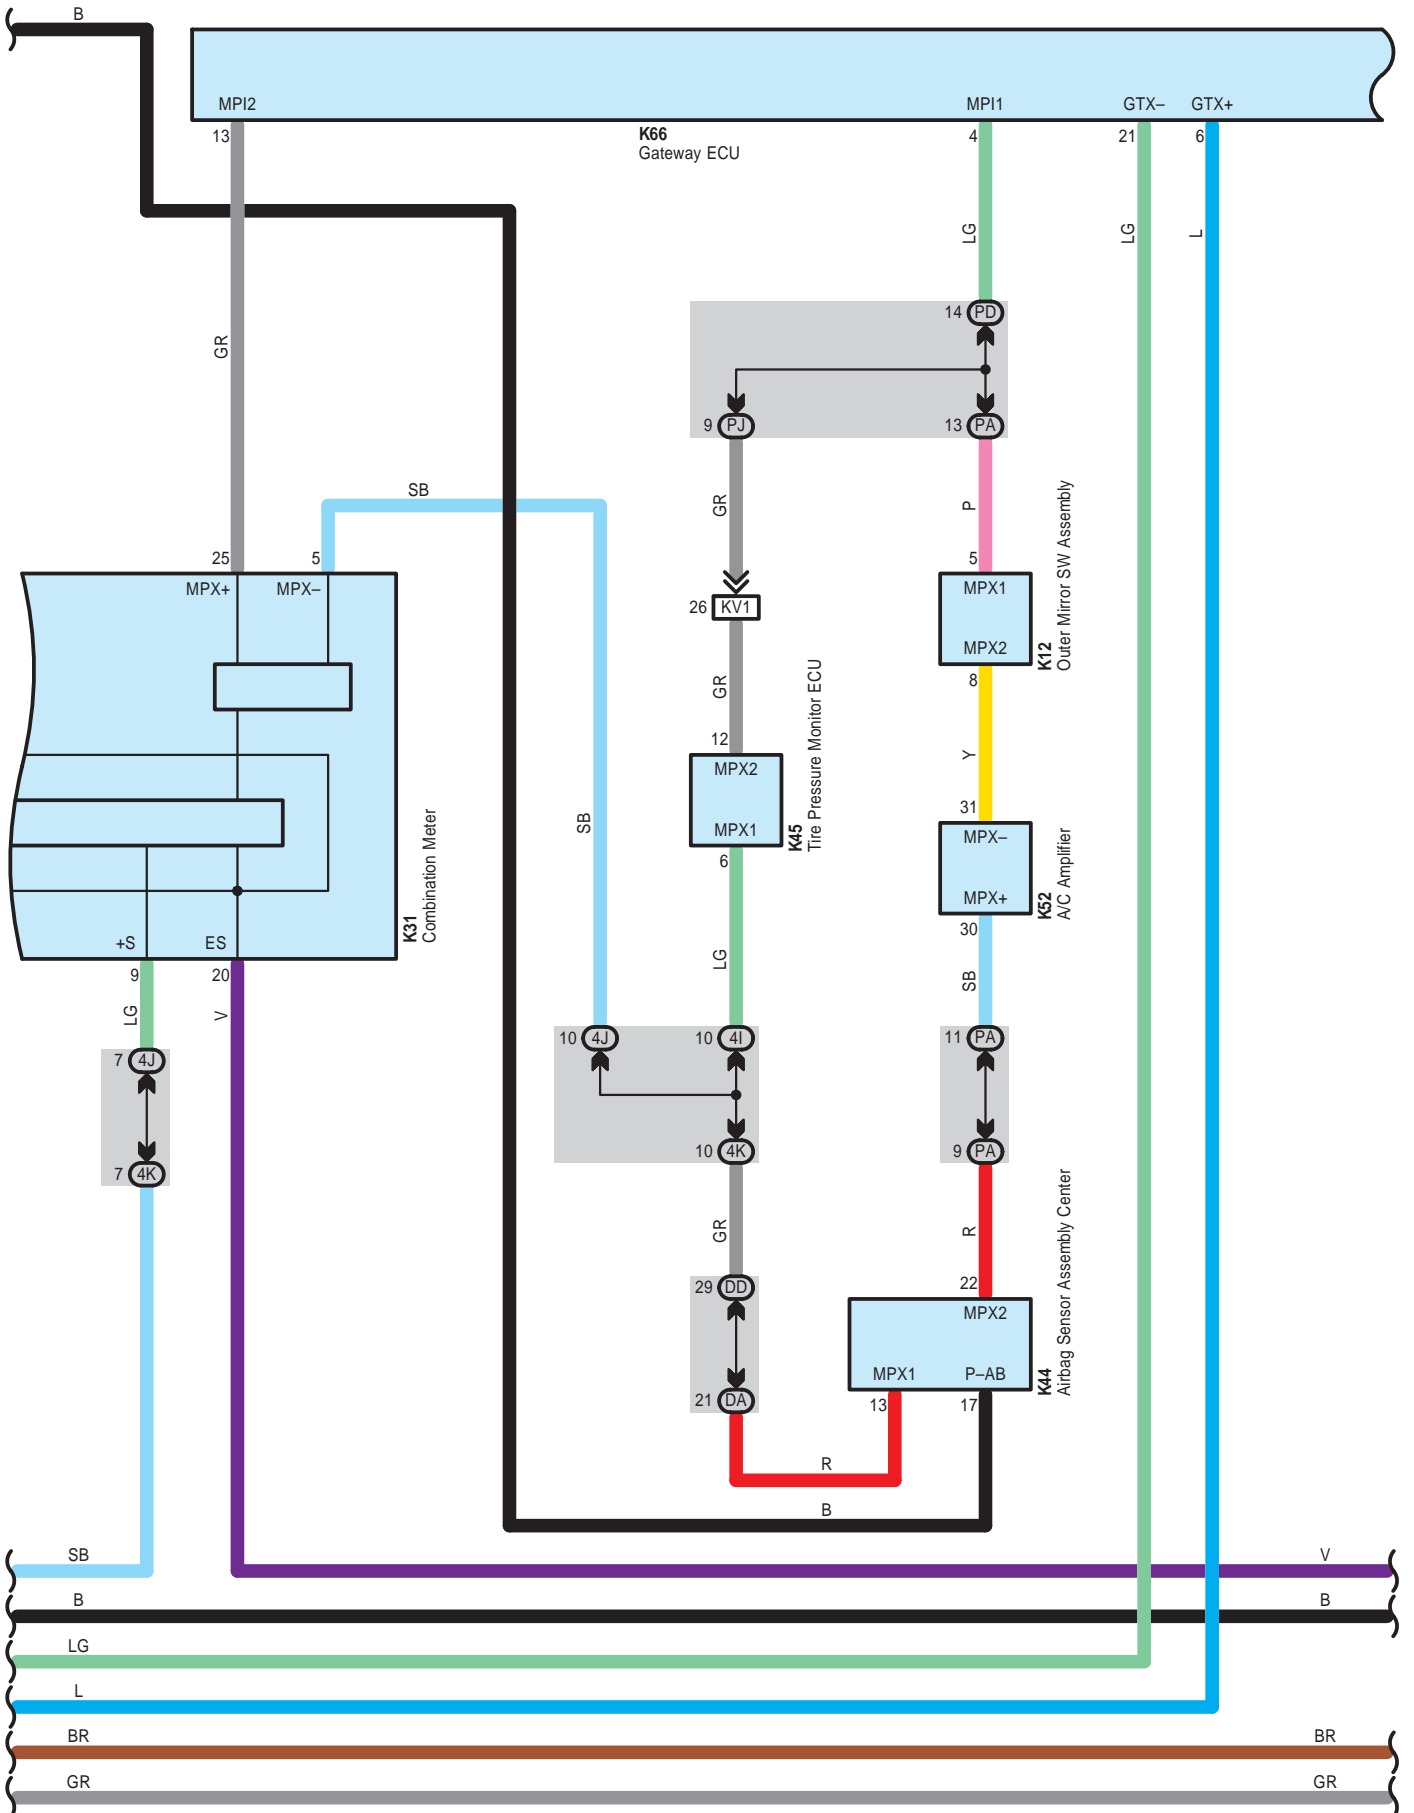 B
MPI2
MPI1
GTX–
GTX+
13
K66
Gateway ECU
4
21
6
GR
LG
LG
L
14
PD
9
PJ
13
PA
SB
GR
P
25
5
5
MPX+
MPX–
MPX1
MPX2
K12
Outer Mirror SW Assembly
26
KV1
8
GR
12
MPX2
MPX1
K45
Tire Pressure Monitor ECU
Y
31
SB
MPX–
MPX+
K52
A/C Amplifier
6
30
K31
Combination Meter
+S
ES
9
20
LG
V
LG
SB
10
4J
10
4I
11
PA
7
4J
10
4K
9
PA
7
4K
GR
R
29
DD
22
MPX2
MPX1
P–AB
K44
Airbag Sensor Assembly Center
21
DA
13
17
R
B
SB
V
B
B
LG
L
BR
BR
GR
GR